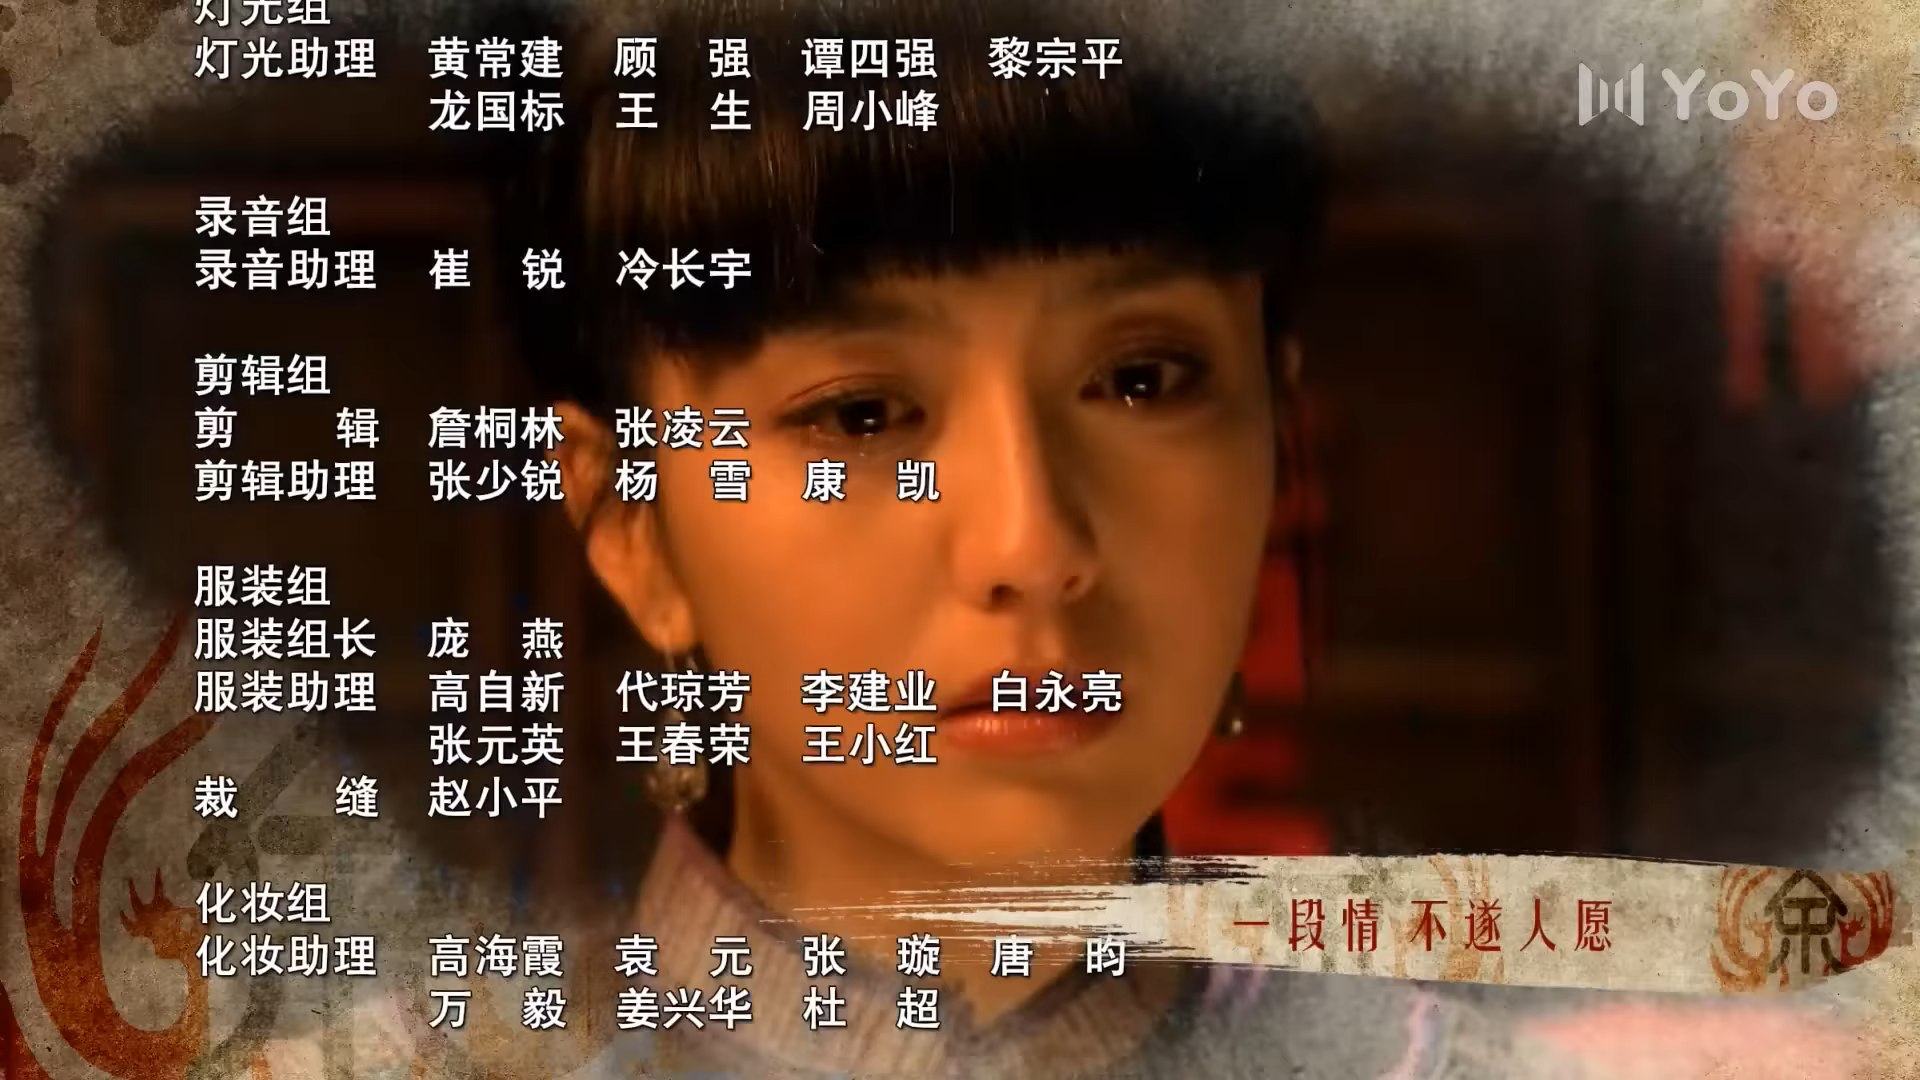 灯光组
灯光助理 黄常建 顾强 谭四强 黎宗平
龙国标 王生 周小峰
YoYo
录音组
录音助理 崔锐 冷长宇
剪辑组
剪辑 詹桐林 张凌云
剪辑助理 张少锐 杨雪 康凯
服装组
服装组长 庞燕
服装助理 高自新 代琼芳 李建业 白永亮
张元英 王春荣 王小红
裁缝 赵小平
化妆组
化妆助理 高海霞 袁元 张璇 唐昀
万毅 姜兴华 杜超
一段情 不遂人愿